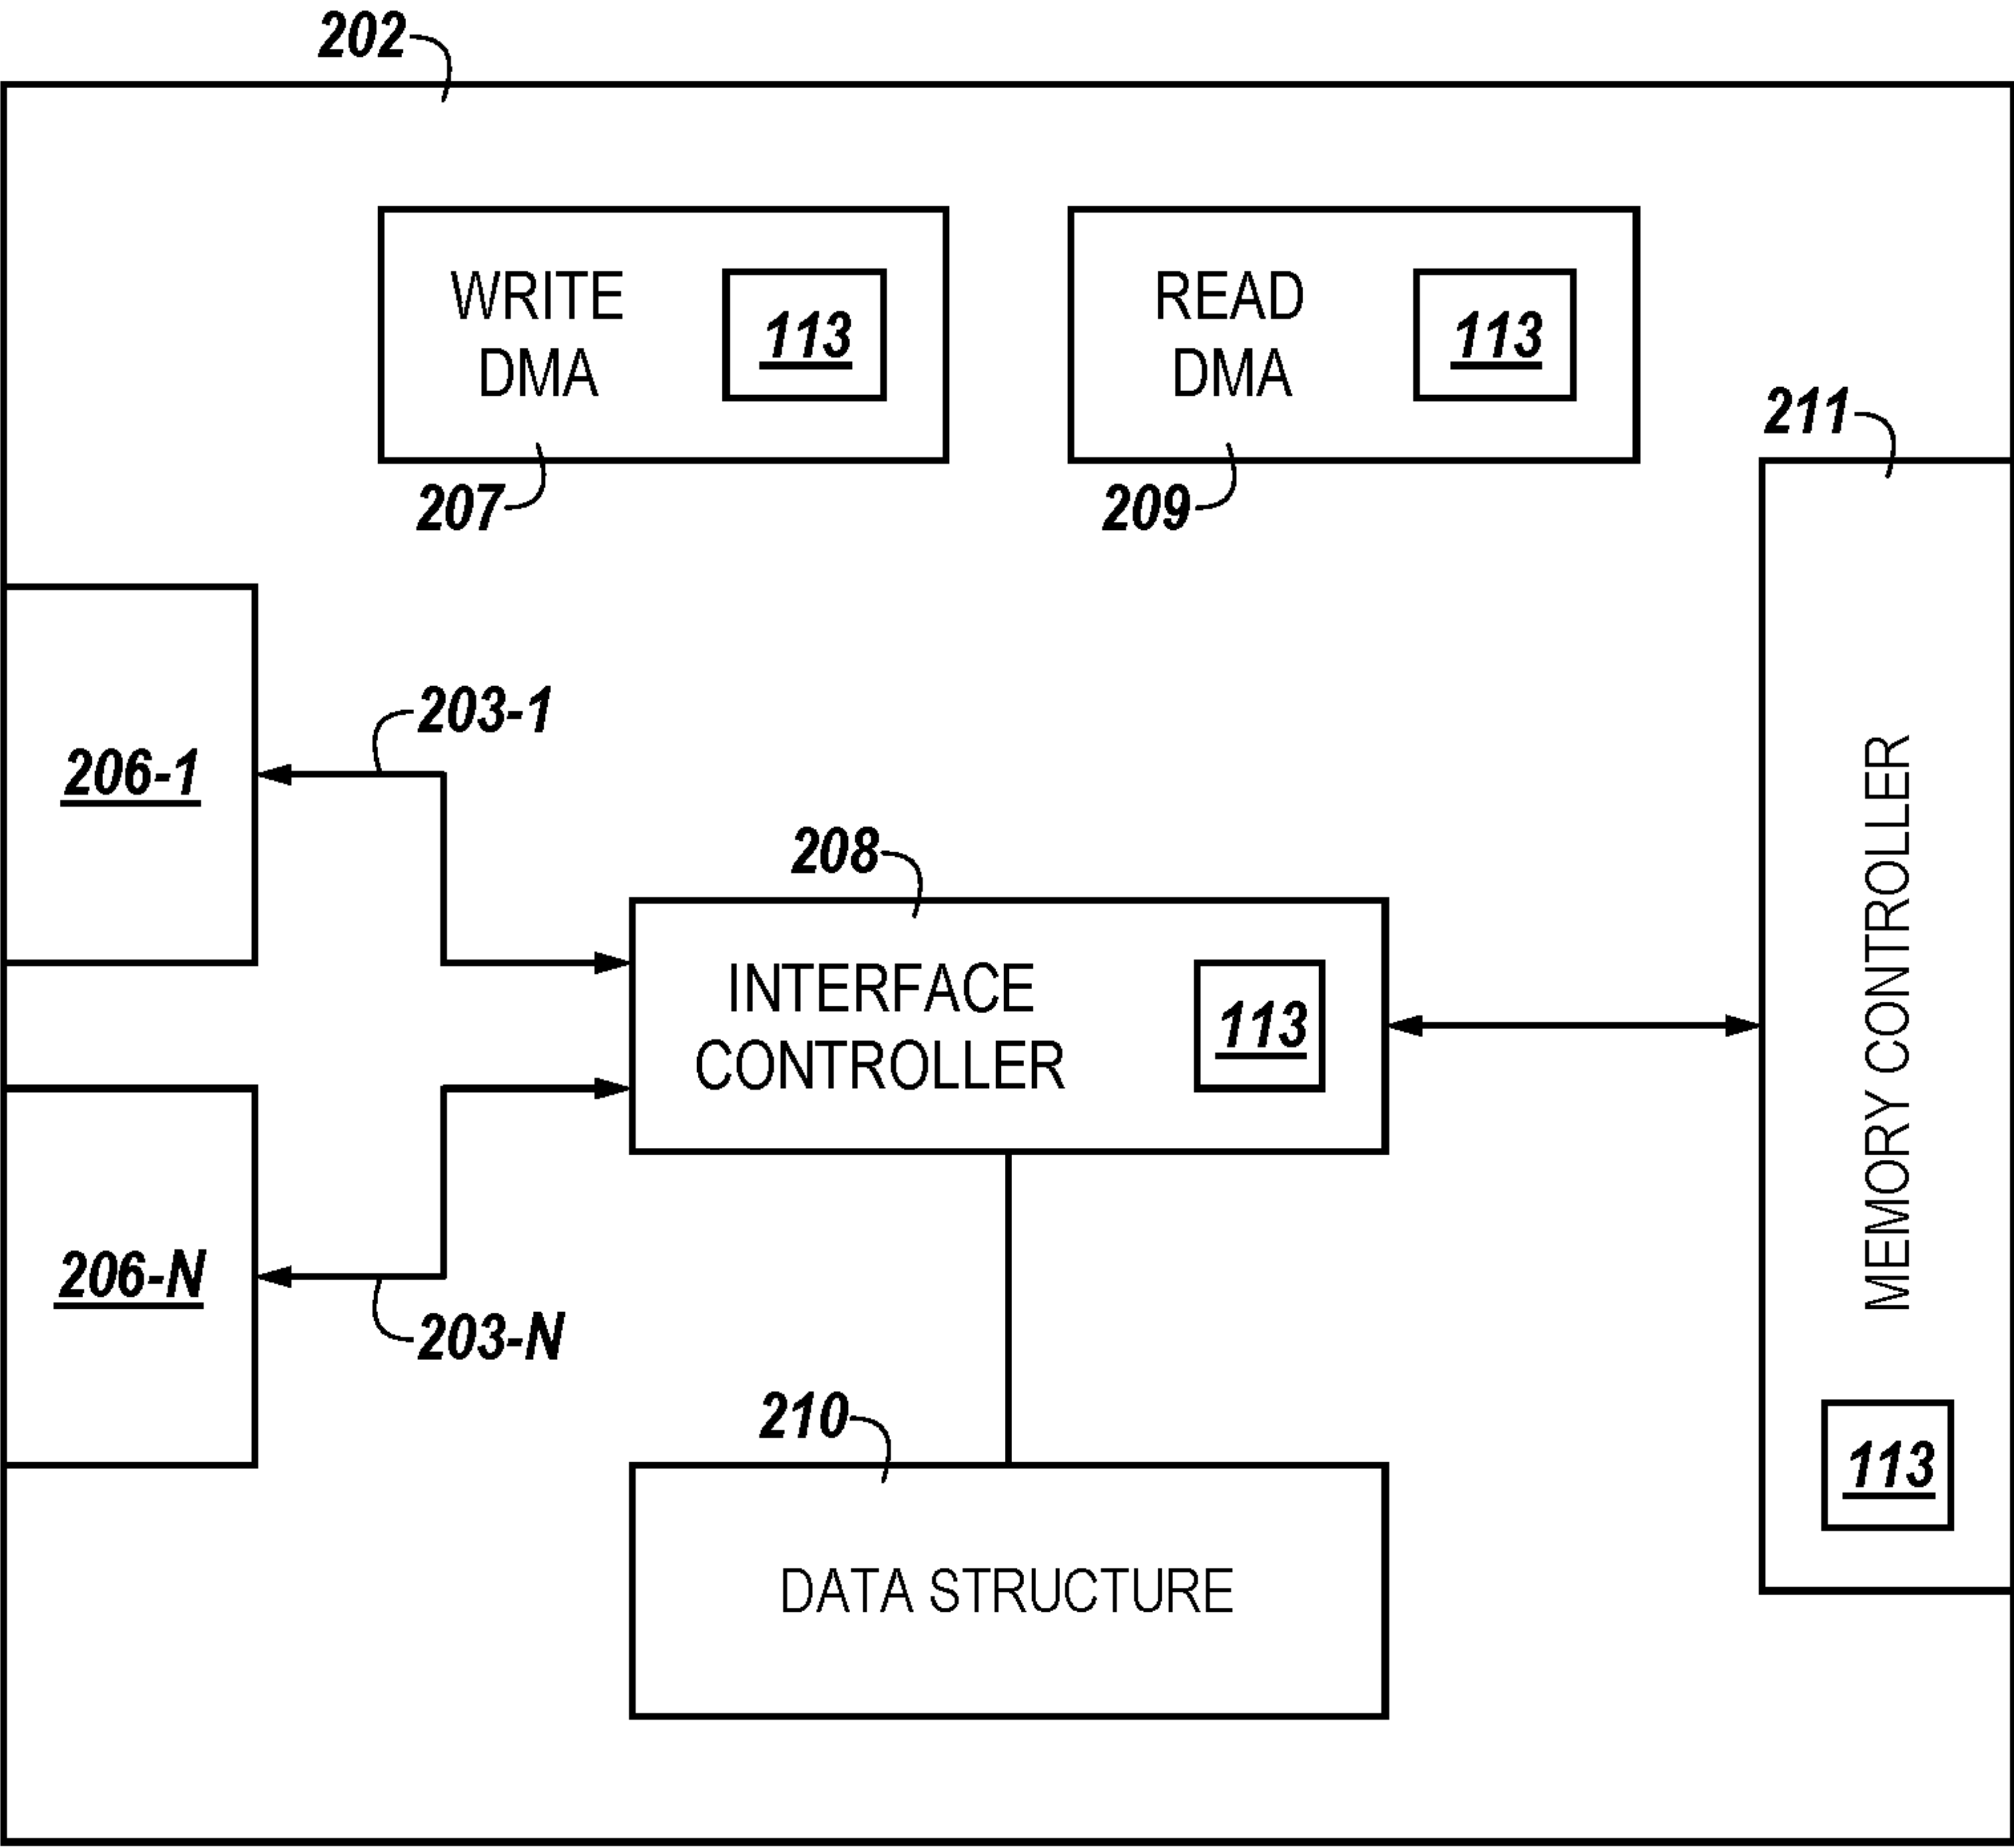 202
WRITE
DMA
113
READ
DMA
113
207
209
211
206-1
203-1
208
INTERFACE
CONTROLLER
113
MEMORY CONTROLLER
113
206-N
203-N
210
DATA STRUCTURE